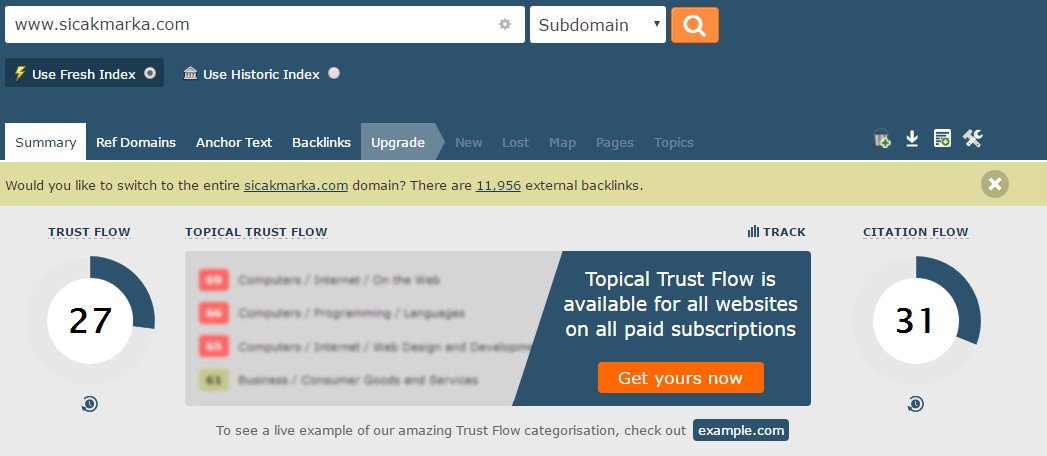 www.sicakmarka.com Subdomain
Use Fresh Index Use Historic Index
Summary Ref Domains Anchor Text Backlinks Upgrade New Lost Map Pages Topics
Would you like to switch to the entire sicakmarka.com domain? There are 11,956 external backlinks.
TRUST FLOW TOPICAL TRUST FLOW TRACK CITATION FLOW
69 Computers / Internet / On the Web
66 Computers / Programming / Languages
65 Computers / Internet / Web Design and
61 Business / Consumer Goods and Services
Topical Trust Flow is
available for all websites
on all paid subscriptions
Get yours now
27
31
To see a live example of our amazing Trust Flow categorisation, check out example.com